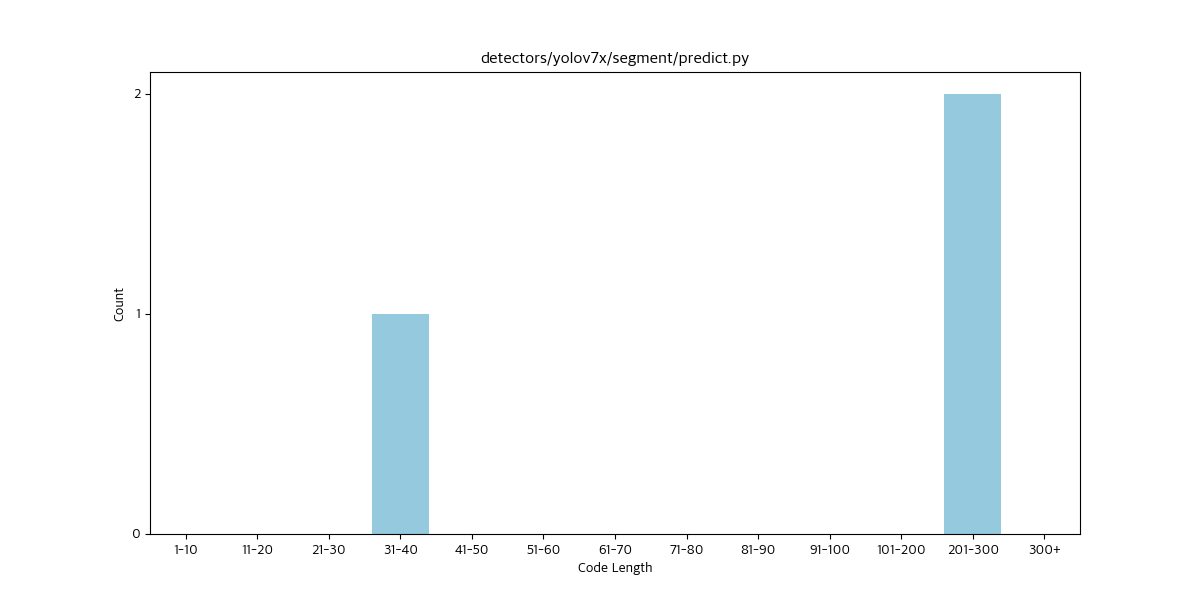 detectors/yolov7x/segment/predict.py
2
1
0
Count
1-10 11-20 21-30 31-40 41-50 51-60 61-70 71-80 81-90 91-100 101-200 201-300 300+
Code Length